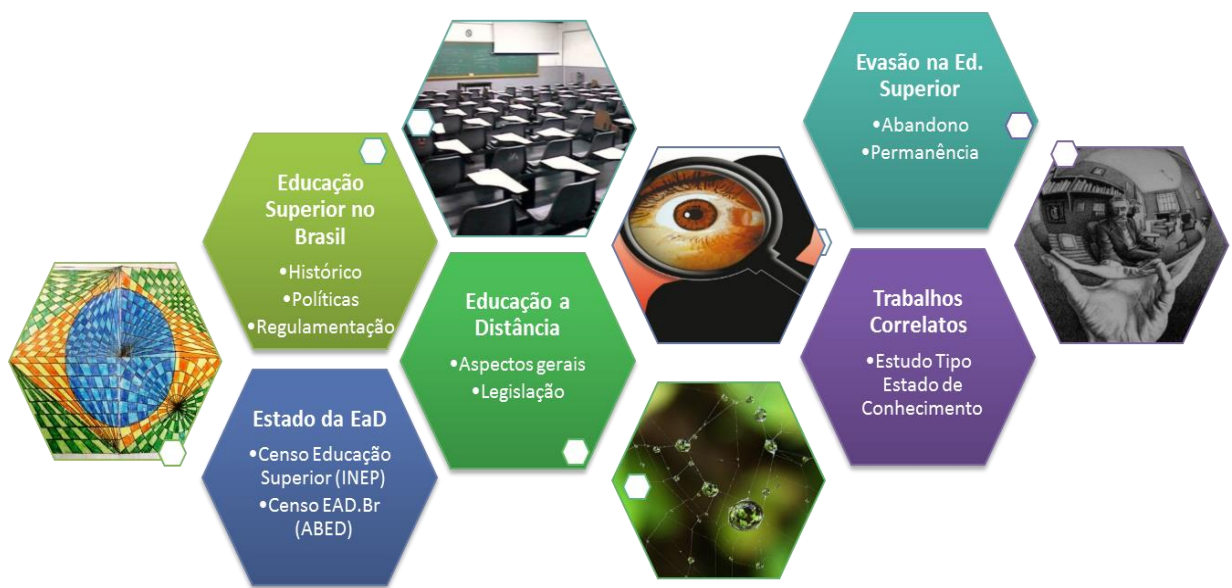 Educação
Superior no
Brasil
•Histórico
•Políticas
•Regulamentação
Estado da EaD
•Censo Educação
Superior (INEP)
•Censo EAD.Br
(ABED)
Educação a
Distância
•Aspectos gerais
•Legislação
Evasão na Ed.
Superior
•Abandono
•Permanência
Trabalhos
Correlatos
•Estudo Tipo
Estado de
Conhecimento